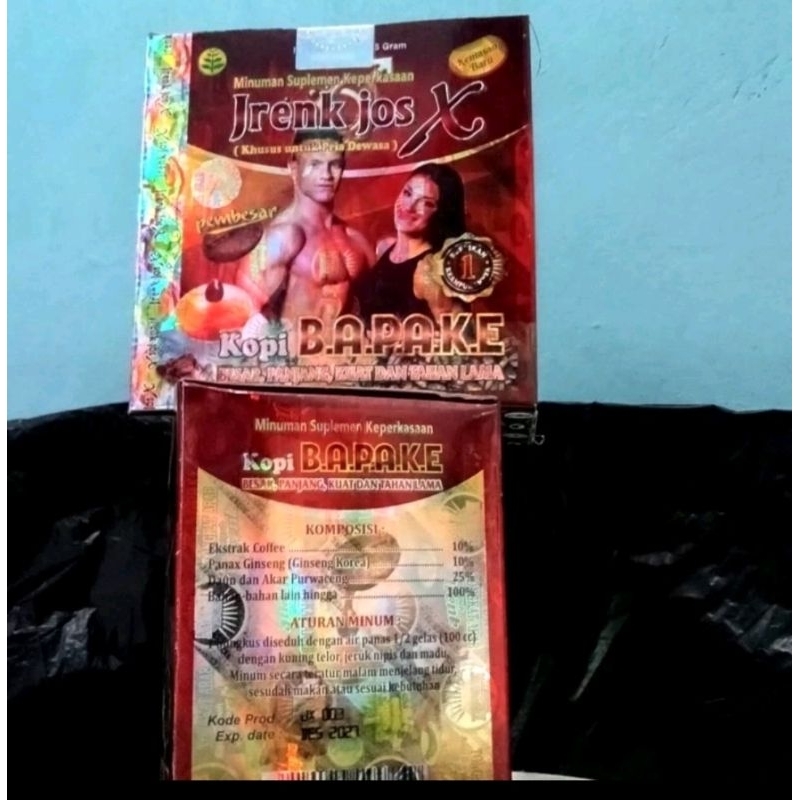 5 Gram
Kemasan
Baru
Minuman Suplemen Keperkasaan
Jrenk jos X
( Khusus untuk Pria Dewasa )
pembesar
1
Kopi B.A.P.A.K.E
BESAR, PANJANG, KUAT DAN TAHAN LAMA
Minuman Suplemen Keperkasaan
Kopi B.A.P.A.K.E
BESAR, PANJANG, KUAT DAN TAHAN LAMA
KOMPOSISI :
Ekstrak Coffee 10%
Panax Ginseng (Ginseng Korea) 10%
Daun dan Akar Purwaceng 25%
Bahan-bahan lain hingga 100%
ATURAN MINUM :
bungkus diseduh dengan air panas 1/2 gelas (100 cc)
dengan kuning telor, jeruk nipis dan madu.
Minum secara teratur malam menjelang tidur,
sesudah makan atau sesuai kebutuhan
Kode Prod. JX 003
Exp. date : DES 2027